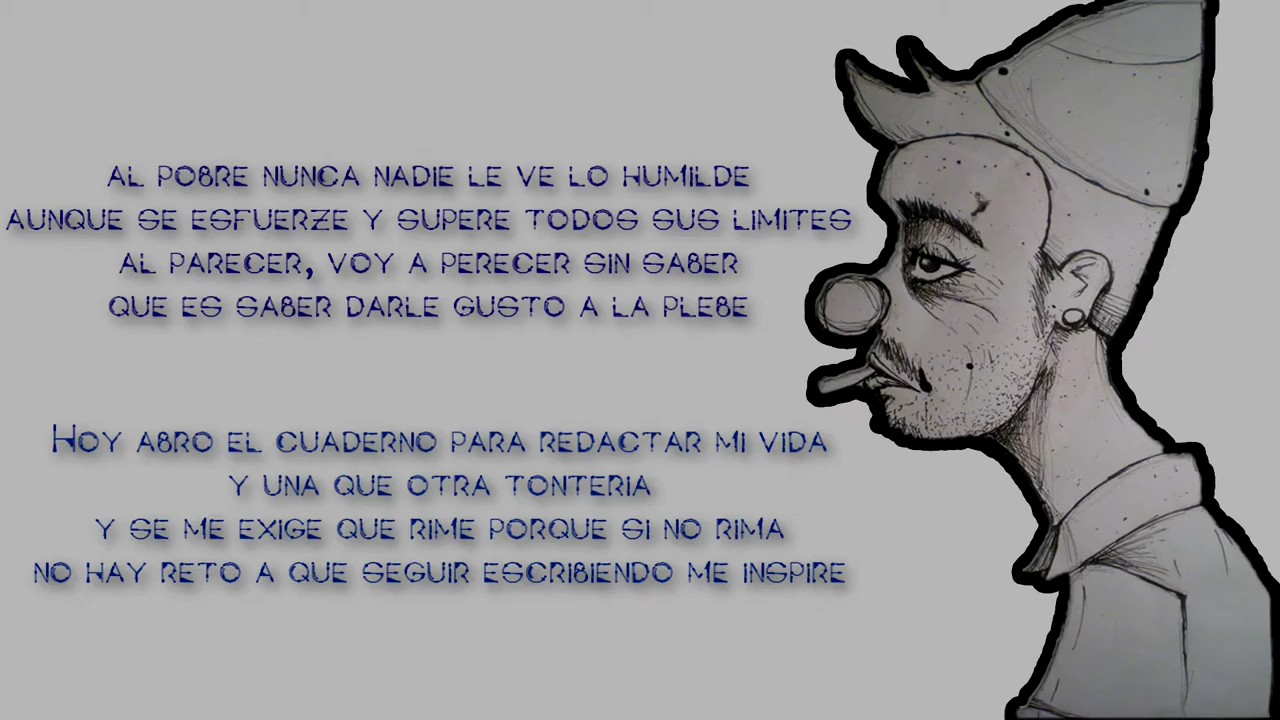 AL POBRE NUNCA NADIE LE VE LO HUMILDE
AUNQUE SE ESFUERZE Y SUPERE TODOS SUS LIMITES
AL PARECER, VOY A PERECER SIN SABER
QUE ES SABER DARLE GUSTO A LA PLEBE
HOY ABRO EL CUADERNO PARA REDACTAR MI VIDA
Y UNA QUE OTRA TONTERIA
Y SE ME EXIGE QUE RIME PORQUE SI NO RIMA
NO HAY RETO A QUE SEGUIR ESCRIBIENDO ME INSPIRE